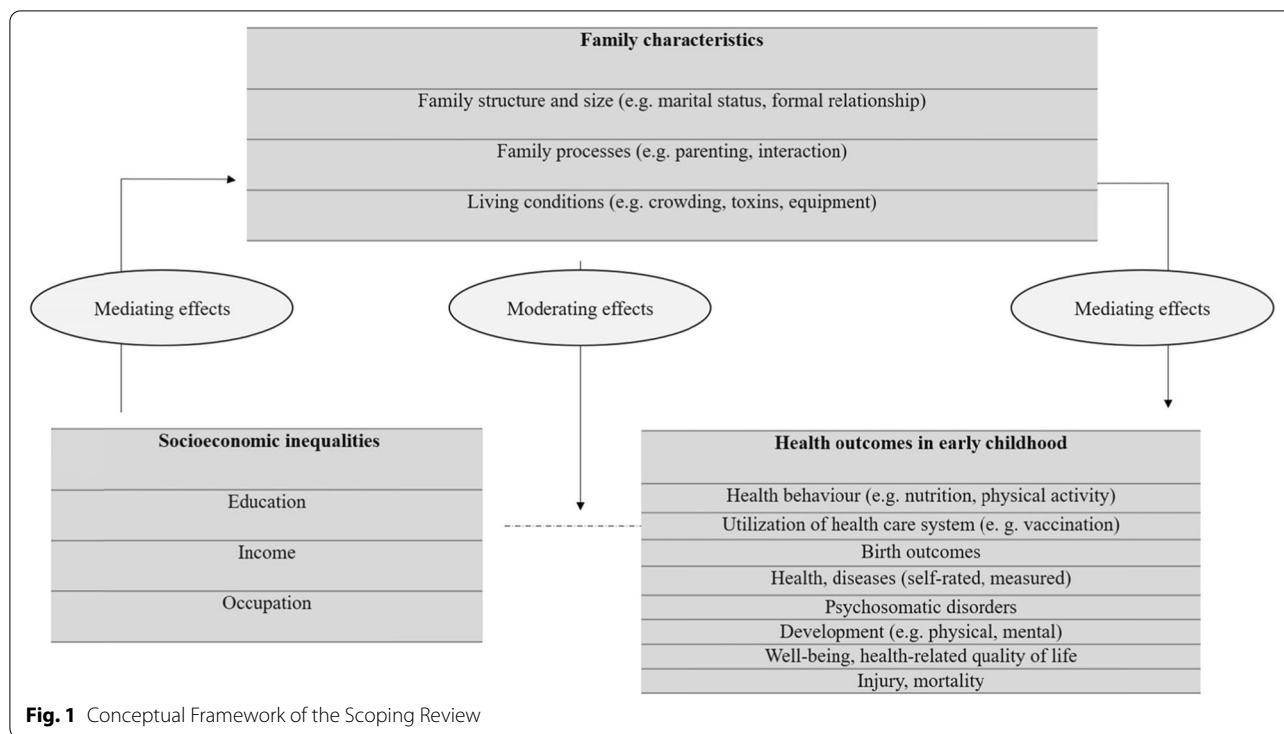 Family characteristics
Family structure and size (e.g. marital status, formal relationship)
Family processes (e.g. parenting, interaction)
Living conditions (e.g. crowding, toxins, equipment)
Mediating effects
Moderating effects
Mediating effects
Socioeconomic inequalities
Education
Income
Occupation
Health outcomes in early childhood
Health behaviour (e.g. nutrition, physical activity)
Utilization of health care system (e. g. vaccination)
Birth outcomes
Health, diseases (self-rated, measured)
Psychosomatic disorders
Development (e.g. physical, mental)
Well-being, health-related quality of life
Injury, mortality
Fig. 1 Conceptual Framework of the Scoping Review